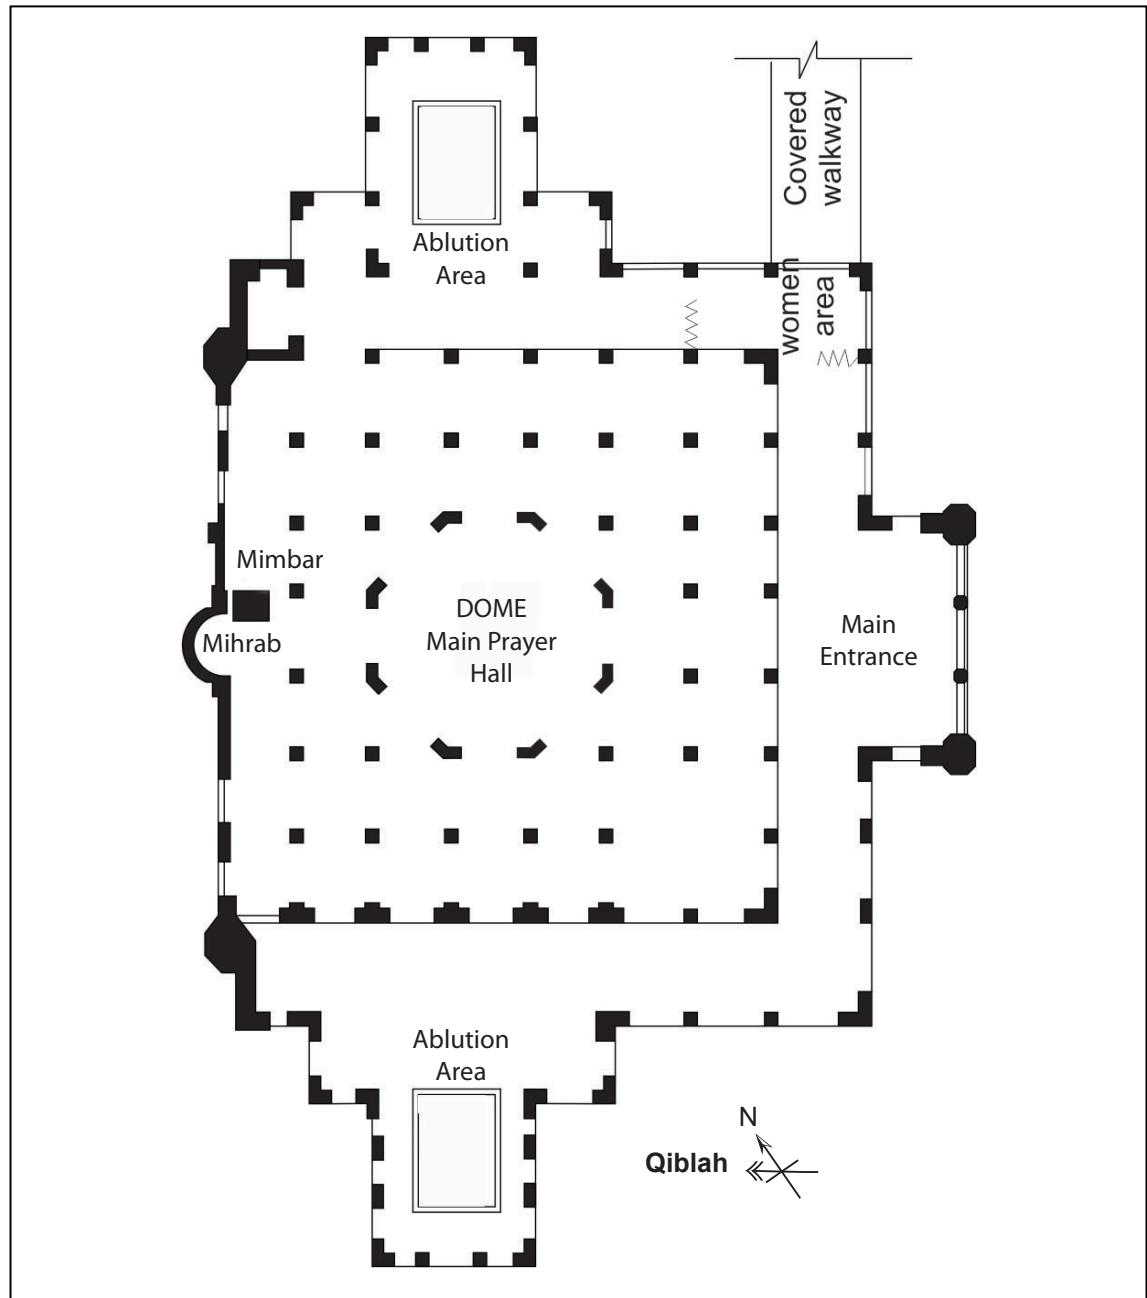 Covered
walkway
Ablution
Area
women
area
Mimbar
Mihrab
DOME
Main Prayer
Hall
Main
Entrance
Ablution
Area
N
Qiblah